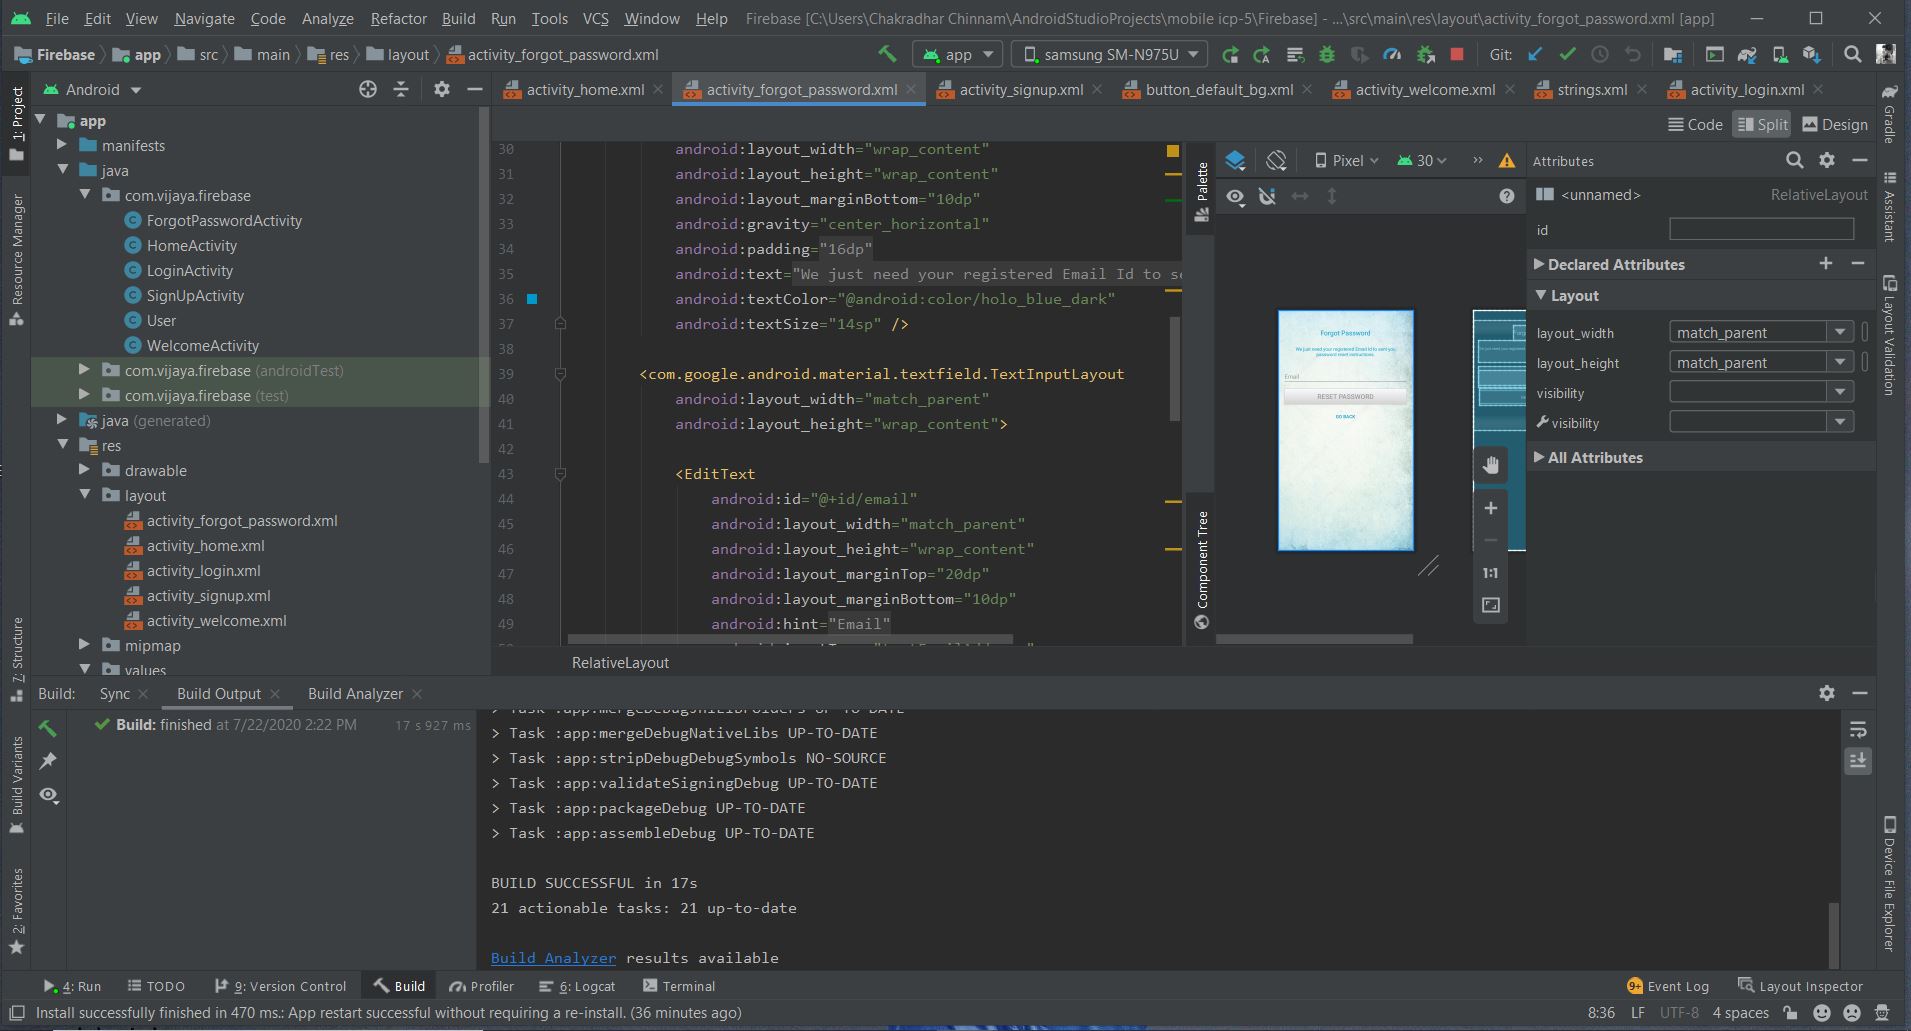 File Edit View Navigate Code Analyze Refactor Build Run Tools VCS Window Help Firebase [C:\Users\Chakradhar Chinnam\AndroidStudioProjects\mobile icp-5\Firebase] - ...\src\main\res\layout\activity_forgot_password.xml [app]
Firebase app src main res layout activity_forgot_password.xml app samsung SM-N975U Git:
1: Project
Resource Manager
7: Structure
Build Variants
2: Favorites
Android
app
manifests
java
com.vijaya.firebase
ForgotPasswordActivity
HomeActivity
LoginActivity
SignUpActivity
User
WelcomeActivity
com.vijaya.firebase (androidTest)
com.vijaya.firebase (test)
java (generated)
res
drawable
layout
activity_forgot_password.xml
activity_home.xml
activity_login.xml
activity_signup.xml
activity_welcome.xml
mipmap
values
activity_home.xml activity_forgot_password.xml activity_signup.xml button_default_bg.xml activity_welcome.xml strings.xml activity_login.xml
Code Split Design
30 android:layout_width="wrap_content"
31 android:layout_height="wrap_content"
32 android:layout_marginBottom="10dp"
33 android:gravity="center_horizontal"
34 android:padding="16dp"
35 android:text="We just need your registered Email Id to se
36 android:textColor="@android:color/holo_blue_dark"
37 android:textSize="14sp" />
38
39 <com.google.android.material.textfield.TextInputLayout
40 android:layout_width="match_parent"
41 android:layout_height="wrap_content">
42
43 <EditText
44 android:id="@+id/email"
45 android:layout_width="match_parent"
46 android:layout_height="wrap_content"
47 android:layout_marginTop="20dp"
48 android:layout_marginBottom="10dp"
49 android:hint="Email"
RelativeLayout
Palette
Component Tree
Pixel 30 »
Forgot Password
We just need your registered Email Id to sent you
password reset instructions.
Email
RESET PASSWORD
GO BACK
1:1
Attributes
<unnamed> RelativeLayout
id
Declared Attributes
Layout
layout_width match_parent
layout_height match_parent
visibility
visibility
All Attributes
Gradle
Assistant
Layout Validation
Device File Explorer
Build: Sync Build Output Build Analyzer
Build: finished at 7/22/2020 2:22 PM 17 s 927 ms
> Task :app:mergeDebugNativeLibs UP-TO-DATE
> Task :app:stripDebugDebugSymbols NO-SOURCE
> Task :app:validateSigningDebug UP-TO-DATE
> Task :app:packageDebug UP-TO-DATE
> Task :app:assembleDebug UP-TO-DATE
BUILD SUCCESSFUL in 17s
21 actionable tasks: 21 up-to-date
Build Analyzer results available
4: Run TODO 9: Version Control Build Profiler 6: Logcat Terminal 9+ Event Log Layout Inspector
Install successfully finished in 470 ms.: App restart successful without requiring a re-install. (36 minutes ago) 8:36 LF UTF-8 4 spaces